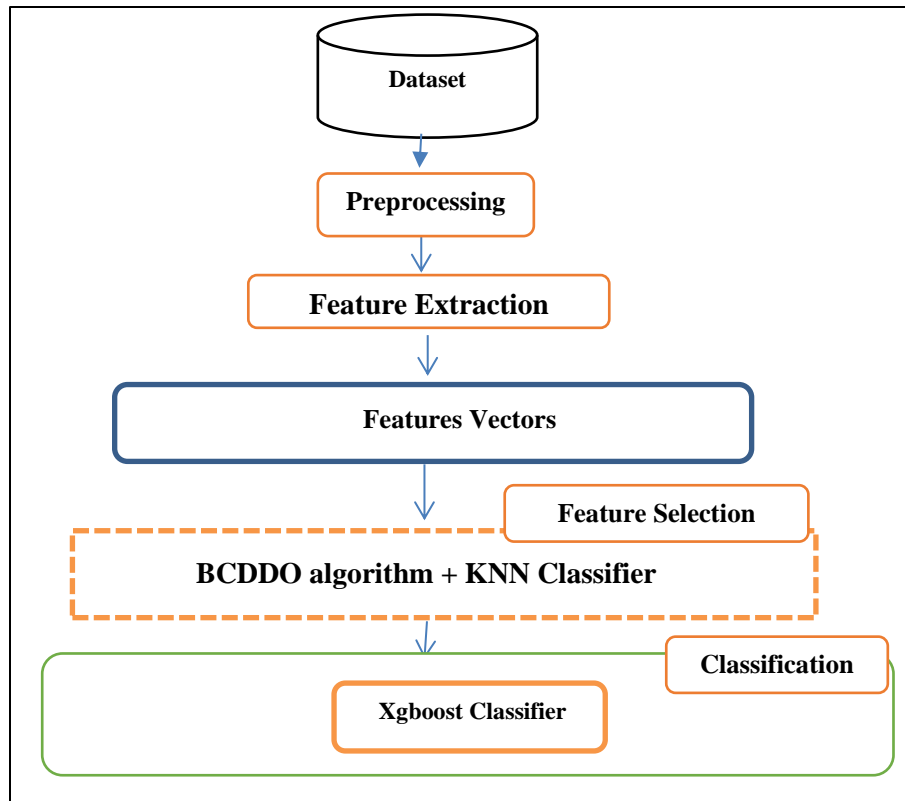 Dataset
Preprocessing
Feature Extraction
Features Vectors
Feature Selection
BCDDO algorithm + KNN Classifier
Classification
Xgboost Classifier